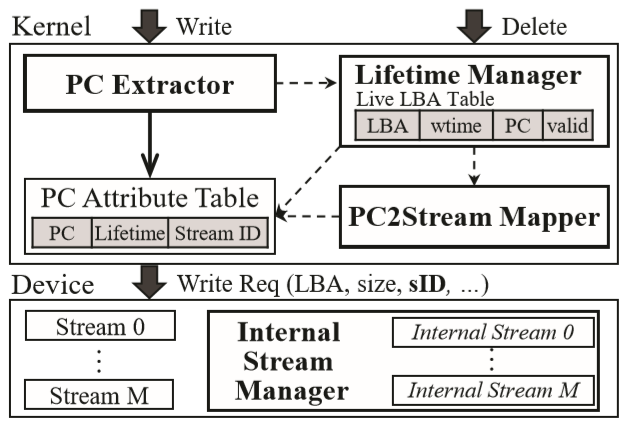 Kernel
Write
Delete
PC Extractor
Lifetime Manager
Live LBA Table
LBA wtime PC valid
PC Attribute Table
PC Lifetime Stream ID
PC2Stream Mapper
Device
Write Req (LBA, size, sID, ...)
Stream 0
⋮
Stream M
Internal
Stream
Manager
Internal Stream 0
⋮
Internal Stream M